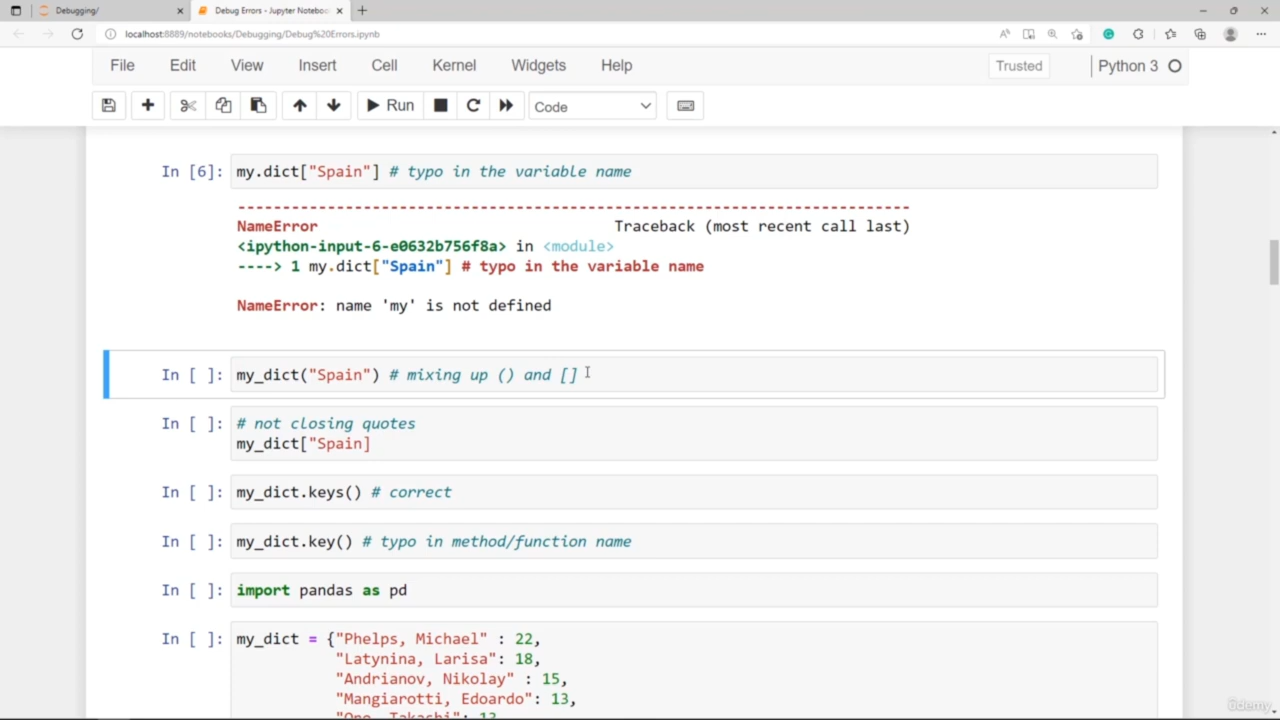 Debugging/
Debug Errors - Jupyter Notebook
localhost:8889/notebooks/Debugging/Debug%20Errors.ipynb
File Edit View Insert Cell Kernel Widgets Help Trusted Python 3
Run Code
In [6]: my.dict["Spain"] # typo in the variable name
---------------------------------------------------------------------------
NameError Traceback (most recent call last)
<ipython-input-6-e0632b756f8a> in <module>
----> 1 my.dict["Spain"] # typo in the variable name
NameError: name 'my' is not defined
In [ ]: my_dict("Spain") # mixing up () and []
In [ ]: # not closing quotes
my_dict["Spain]
In [ ]: my_dict.keys() # correct
In [ ]: my_dict.key() # typo in method/function name
In [ ]: import pandas as pd
In [ ]: my_dict = {"Phelps, Michael" : 22,
"Latynina, Larisa": 18,
"Andrianov, Nikolay" : 15,
"Mangiarotti, Edoardo": 13,
"Ono, Takashi": 13,
ûdemy